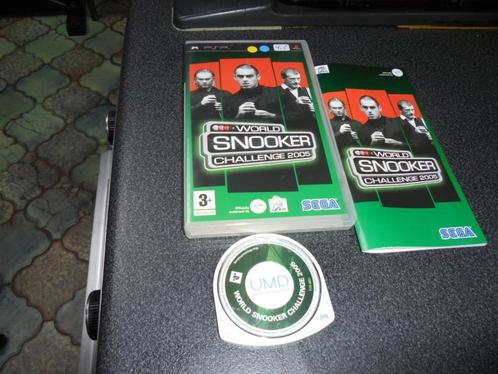 PSP
WORLD
SNOOKER
CHALLENGE 2005
3+
SEGA
WORLD
SNOOKER
CHALLENGE 2005
SEGA
UMD
WORLD SNOOKER CHALLENGE 2005